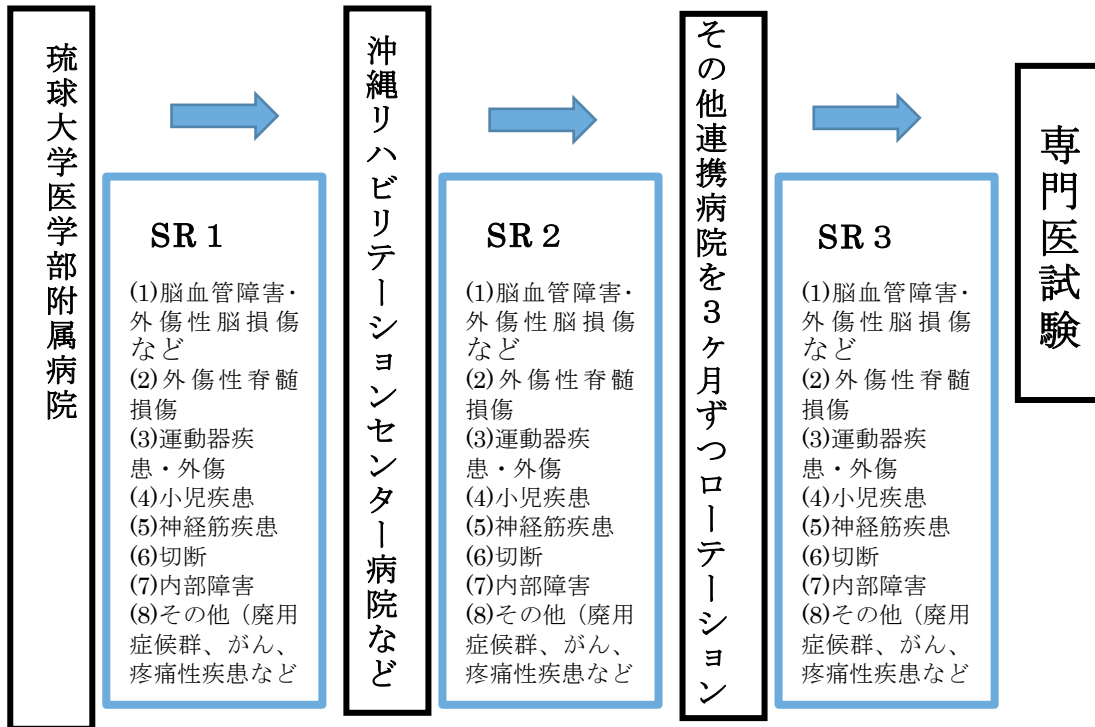 琉球大学医学部附属病院
SR１
(1)脳血管障害・
外傷性脳損傷
など
(2)外傷性脊髄
損傷
(3)運動器疾
患・外傷
(4)小児疾患
(5)神経筋疾患
(6)切断
(7)内部障害
(8)その他（廃用
症候群、がん、
疼痛性疾患など
沖縄リハビリテーションセンター病院など
SR２
(1)脳血管障害・
外傷性脳損傷
など
(2)外傷性脊髄
損傷
(3)運動器疾
患・外傷
(4)小児疾患
(5)神経筋疾患
(6)切断
(7)内部障害
(8)その他（廃用
症候群、がん、
疼痛性疾患など
その他連携病院を３ヶ月ずつローテーション
SR３
(1)脳血管障害・
外傷性脳損傷
など
(2)外傷性脊髄
損傷
(3)運動器疾
患・外傷
(4)小児疾患
(5)神経筋疾患
(6)切断
(7)内部障害
(8)その他（廃用
症候群、がん、
疼痛性疾患など
専門医試験